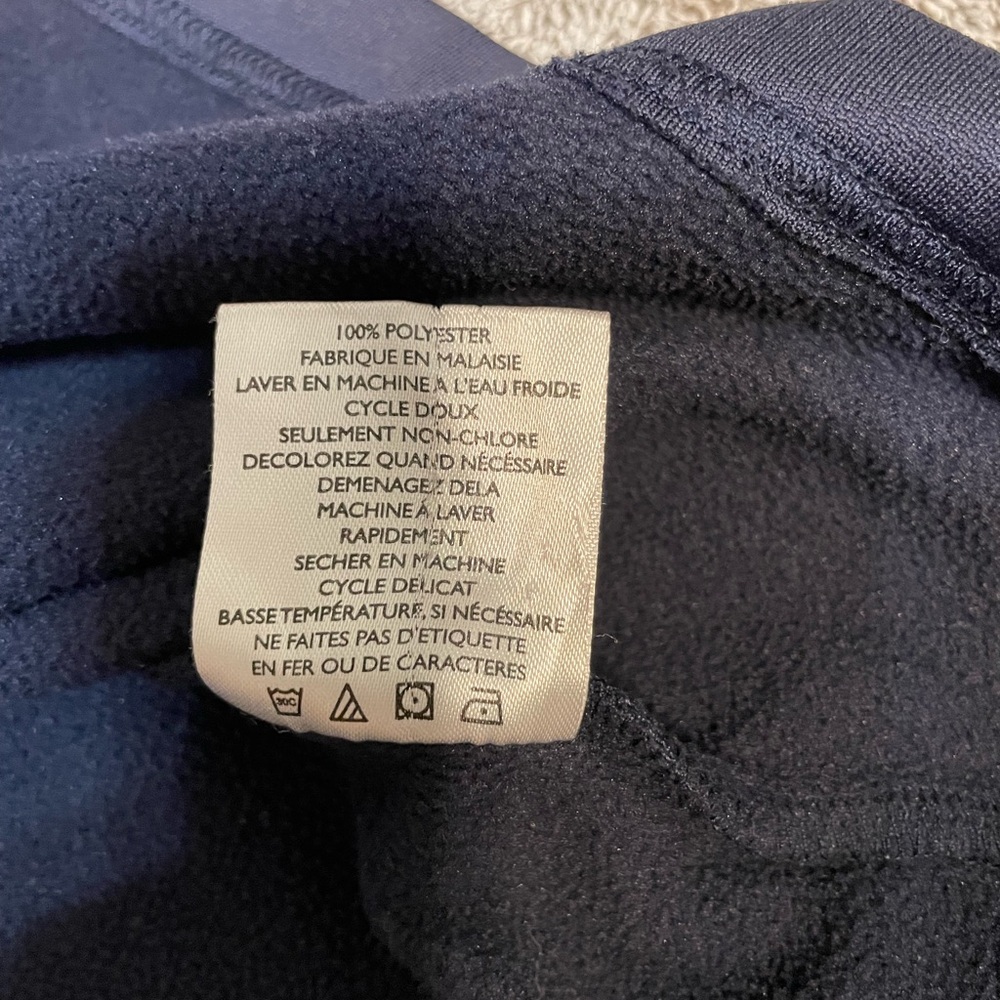 100% POLYESTER
FABRIQUE EN MALAISIE
LAVER EN MACHINE A L'EAU FROIDE
CYCLE DOUX
SEULEMENT NON-CHLORE
DECOLOREZ QUAND NÉCÉSSAIRE
DEMENAGEZ DELA
MACHINE Á LAVER
RAPIDEMENT
SECHER EN MACHINE
CYCLE DELICAT
BASSE TEMPÉRATURE, SI NÉCÉSSAIRE
NE FAITES PAS D'ETIQUETTE
EN FER OU DE CARACTERES
30C